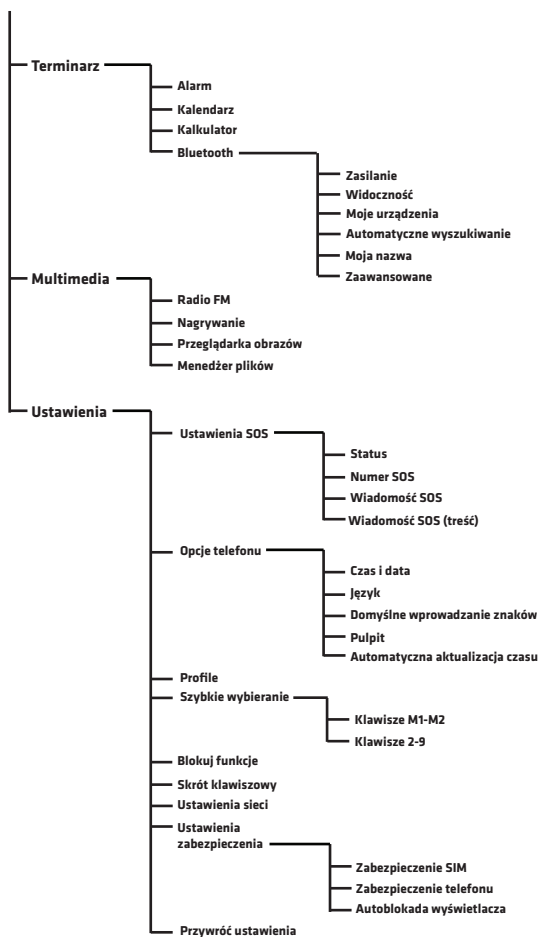 Terminarz
Alarm
Kalendarz
Kalkulator
Bluetooth
Zasilanie
Widoczność
Moje urządzenia
Automatyczne wyszukiwanie
Moja nazwa
Zaawansowane
Multimedia
Radio FM
Nagrywanie
Przeglądarka obrazów
Menedżer plików
Ustawienia
Ustawienia SOS
Status
Numer SOS
Wiadomość SOS
Wiadomość SOS (treść)
Opcje telefonu
Czas i data
Język
Domyślne wprowadzanie znaków
Pulpit
Automatyczna aktualizacja czasu
Profile
Szybkie wybieranie
Klawisze M1-M2
Klawisze 2-9
Blokuj funkcje
Skrót klawiszowy
Ustawienia sieci
Ustawienia
zabezpieczenia
Zabezpieczenie SIM
Zabezpieczenie telefonu
Autoblokada wyświetlacza
Przywróć ustawienia